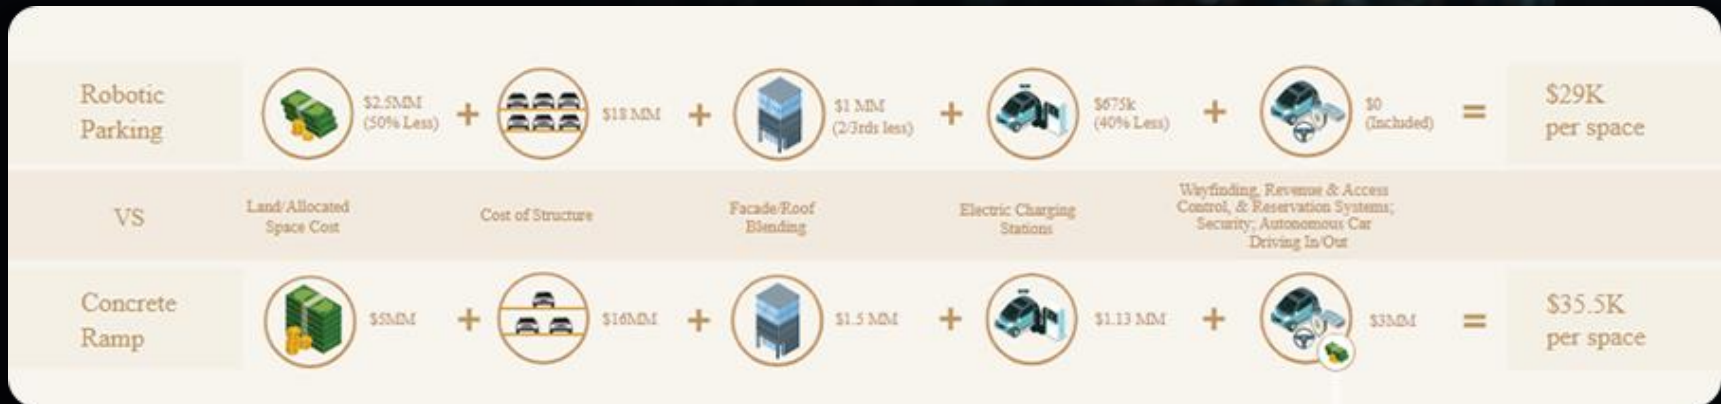 Robotic
Parking
$2.5MM
(50% Less)
+
$18 MM
+
$1 MM
(2/3rds less)
+
$675k
(40% Less)
+
$0
(Included)
=
$29K
per space
VS
Land/Allocated
Space Cost
Cost of Structure
Facade/Roof
Blending
Electric Charging
Stations
Wayfinding, Revenue & Access
Control, & Reservation Systems;
Security; Autonomous Car
Driving In/Out
Concrete
Ramp
$5MM
+
$16MM
+
$1.5 MM
+
$1.13 MM
+
$3MM
=
$35.5K
per space